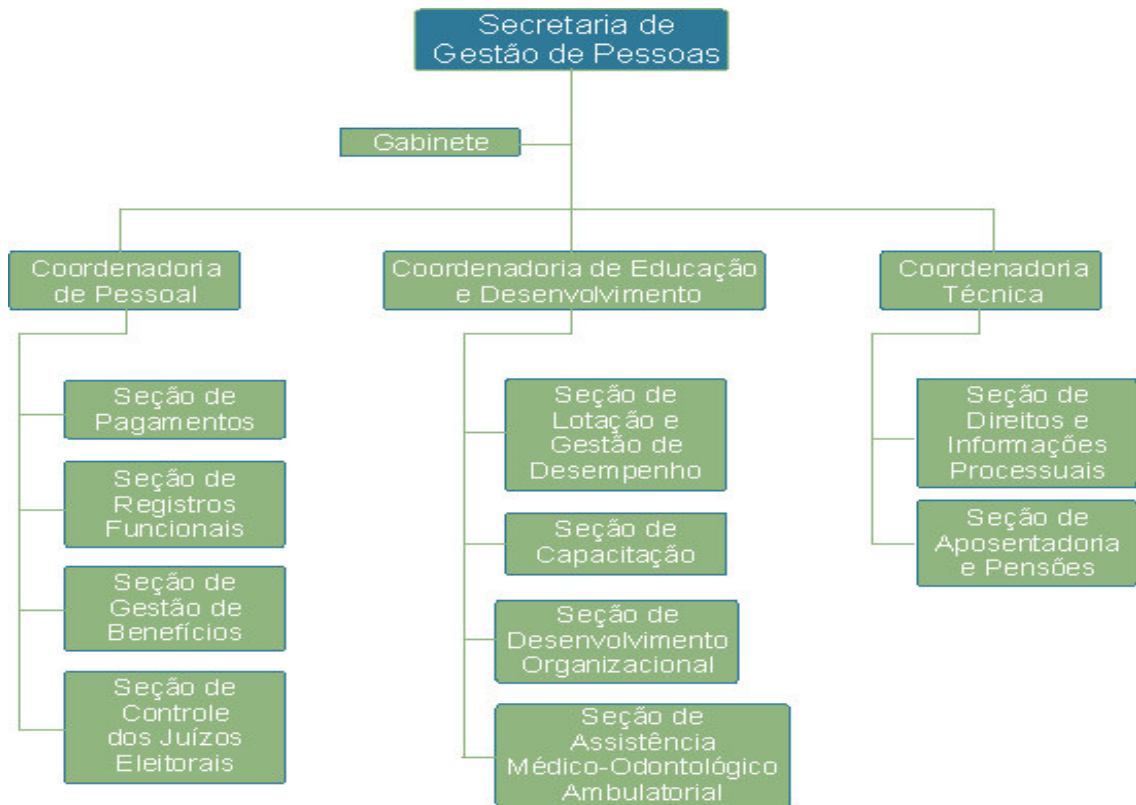 Secretaria de
Gestão de Pessoas
Gabinete
Coordenadoria
de Pessoal
Seção de
Pagamentos
Seção de
Registros
Funcionais
Seção de
Gestão de
Benefícios
Seção de
Controle
dos Juízos
Eleitorais
Coordenadoria de Educação
e Desenvolvimento
Seção de
Lotação e
Gestão de
Desempenho
Seção de
Capacitação
Seção de
Desenvolvimento
Organizacional
Seção de
Assistência
Médico-Odontológico
Ambulatorial
Coordenadoria
Técnica
Seção de
Direitos e
Informações
Processuais
Seção de
Aposentadoria
e Pensões